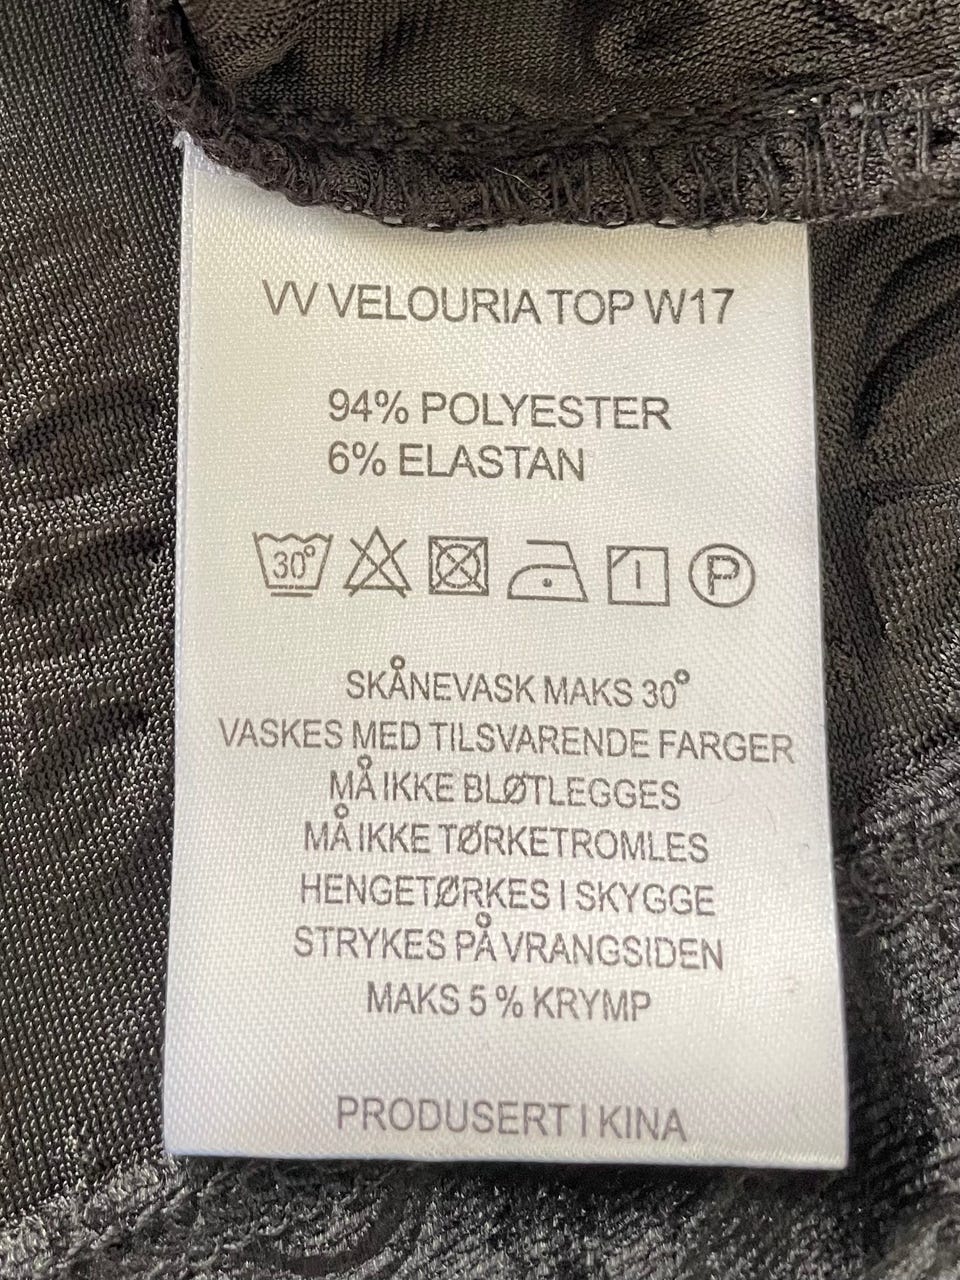 VV VELOURIA TOP W17
94% POLYESTER
6% ELASTAN
30° I P
SKÅNEVASK MAKS 30°
VASKES MED TILSVARENDE FARGER
MÅ IKKE BLØTLEGGES
MÅ IKKE TØRKETROMLES
HENGETØRKES I SKYGGE
STRYKES PÅ VRANGSIDEN
MAKS 5 % KRYMP
PRODUSERT I KINA